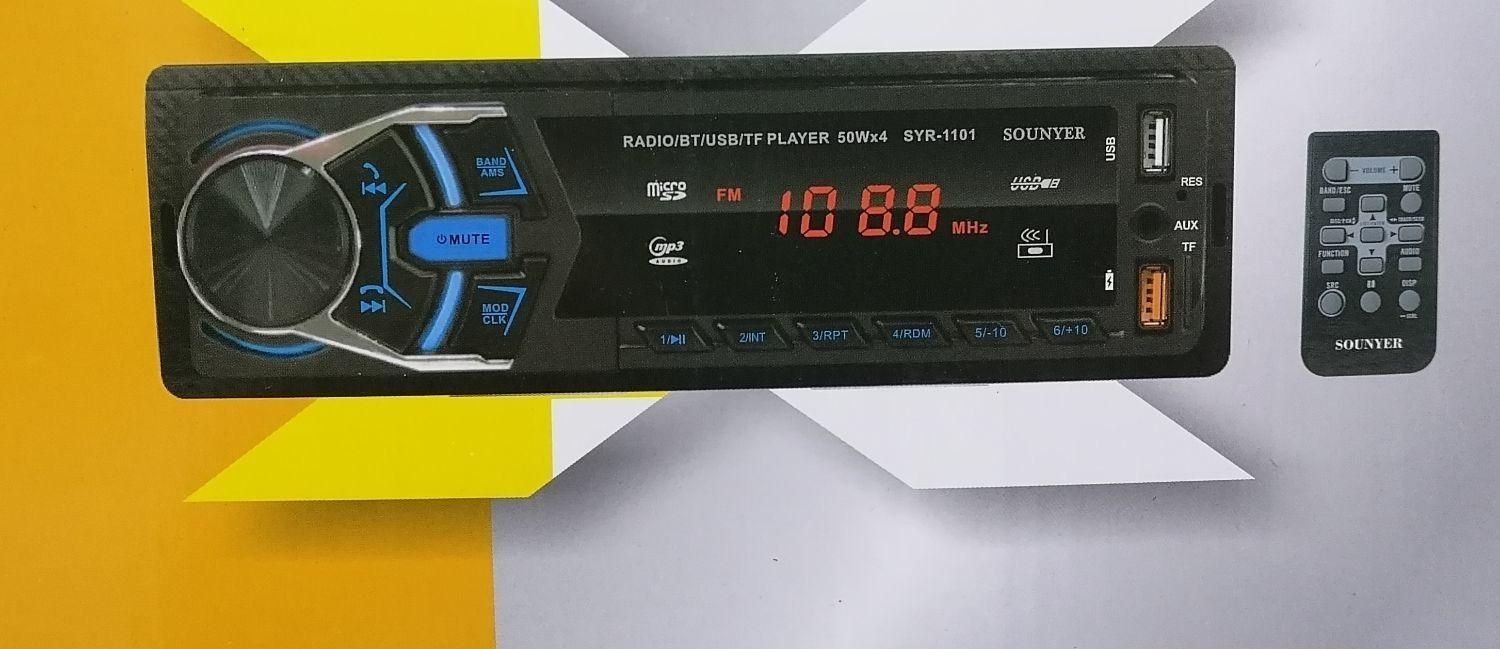 RADIO/BT/USB/TF PLAYER 50Wx4 SYR-1101 SOUNYER
USB
BAND
AMS
micro
SD
FM
108.8
MHz
USB
RES
MUTE
mp3
AUDIO
AUX
TF
MOD
CLK
1/
2/INT
3/RPT
4/RDM
5/-10
6/+10
− VOLUME +
BAND/ESC
MUTE
FUNCTION
AUDIO
SRC
DISP
SOUNYER